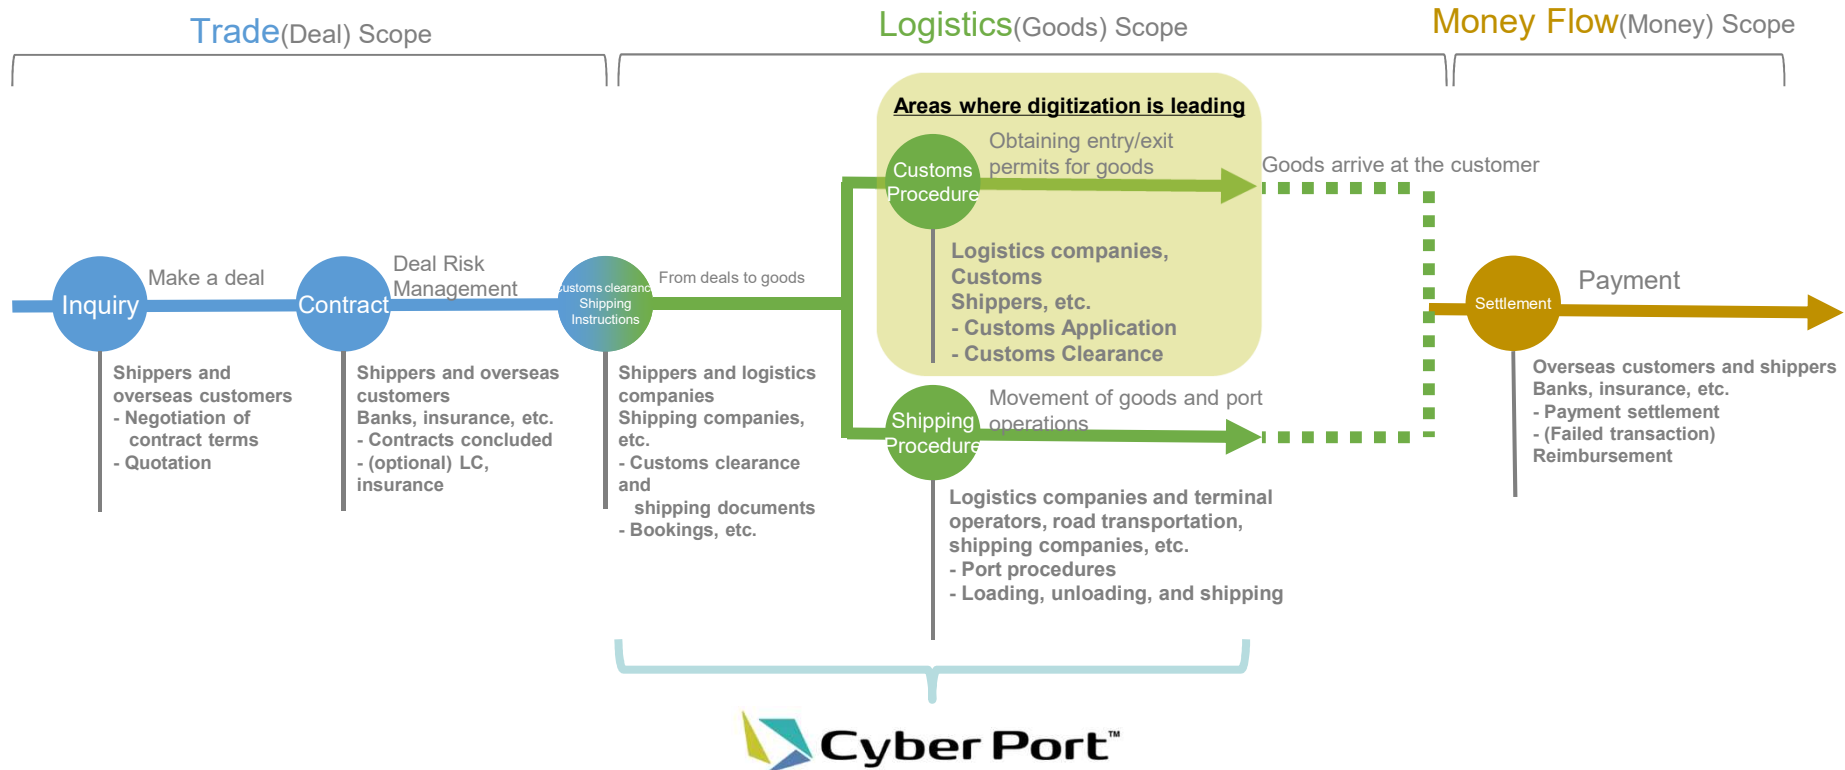 Trade(Deal) Scope
Logistics(Goods) Scope
Money Flow(Money) Scope
Areas where digitization is leading
Customs
Procedure
Obtaining entry/exit
permits for goods
Goods arrive at the customer
Logistics companies,
Customs
Shippers, etc.
- Customs Application
- Customs Clearance
Inquiry
Make a deal
Contract
Deal Risk
Management
Customs clearance
Shipping
Instructions
From deals to goods
Settlement
Payment
Shippers and
overseas customers
- Negotiation of
contract terms
- Quotation
Shippers and overseas
customers
Banks, insurance, etc.
- Contracts concluded
- (optional) LC,
insurance
Shippers and logistics
companies
Shipping companies,
etc.
- Customs clearance
and
shipping documents
- Bookings, etc.
Shipping
Procedure
Movement of goods and port
operations
Logistics companies and terminal
operators, road transportation,
shipping companies, etc.
- Port procedures
- Loading, unloading, and shipping
Overseas customers and shippers
Banks, insurance, etc.
- Payment settlement
- (Failed transaction)
Reimbursement
Cyber Port™